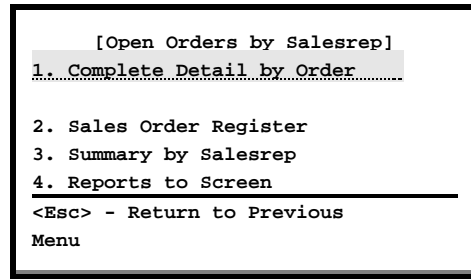 [Open Orders by Salesrep]
1. Complete Detail by Order
2. Sales Order Register
3. Summary by Salesrep
4. Reports to Screen
<Esc> - Return to Previous
Menu